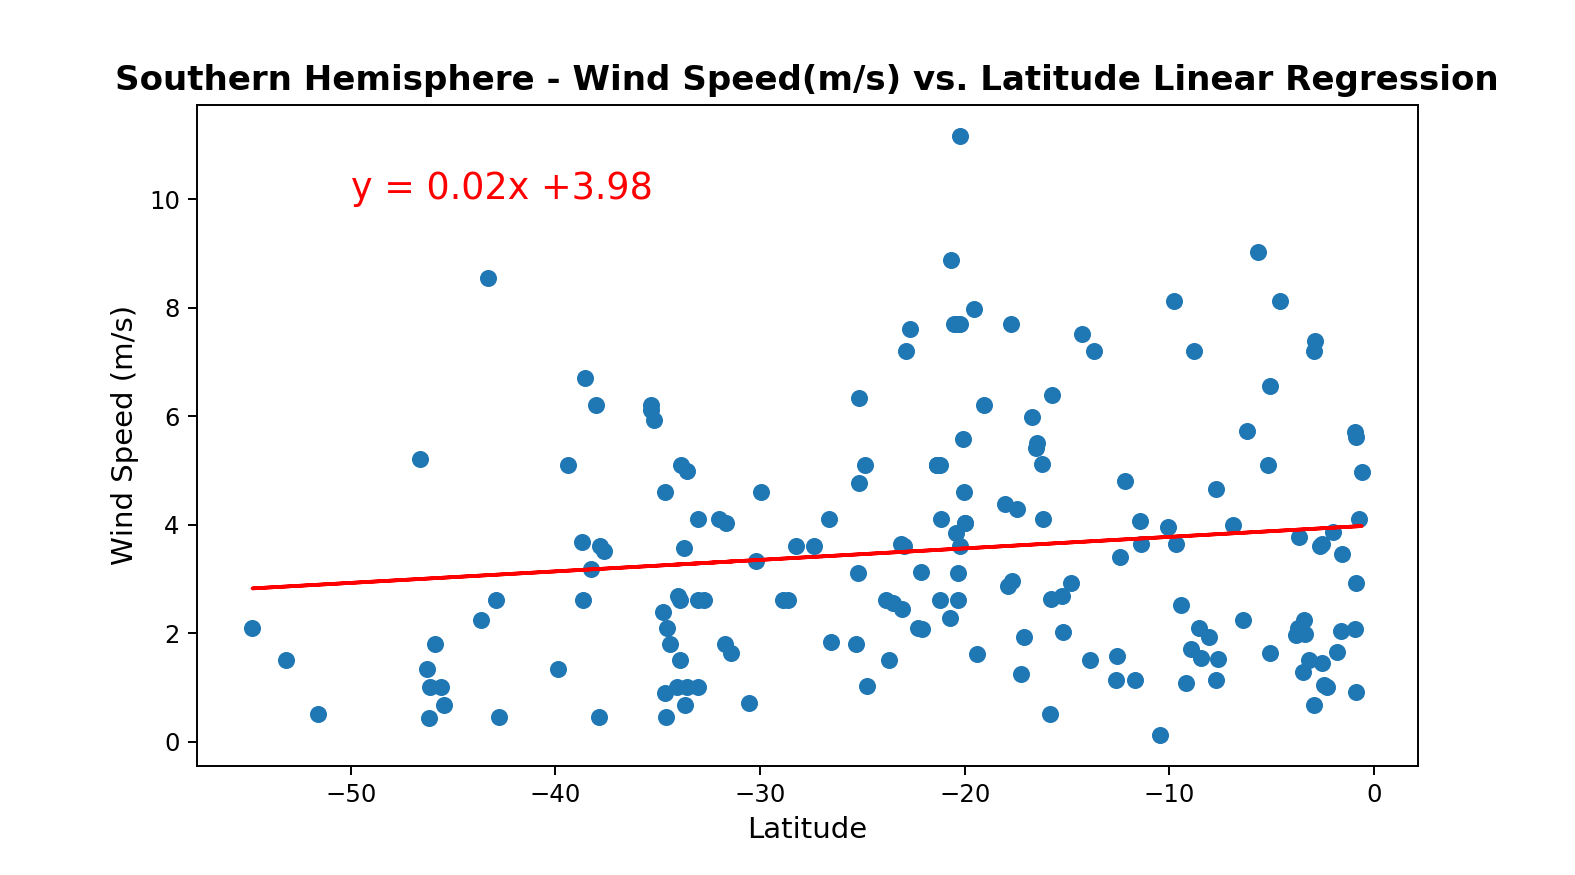 Southern Hemisphere - Wind Speed(m/s) vs. Latitude Linear Regression
y = 0.02x +3.98
Wind Speed (m/s)
10
8
6
4
2
0
−50 −40 −30 −20 −10 0
Latitude